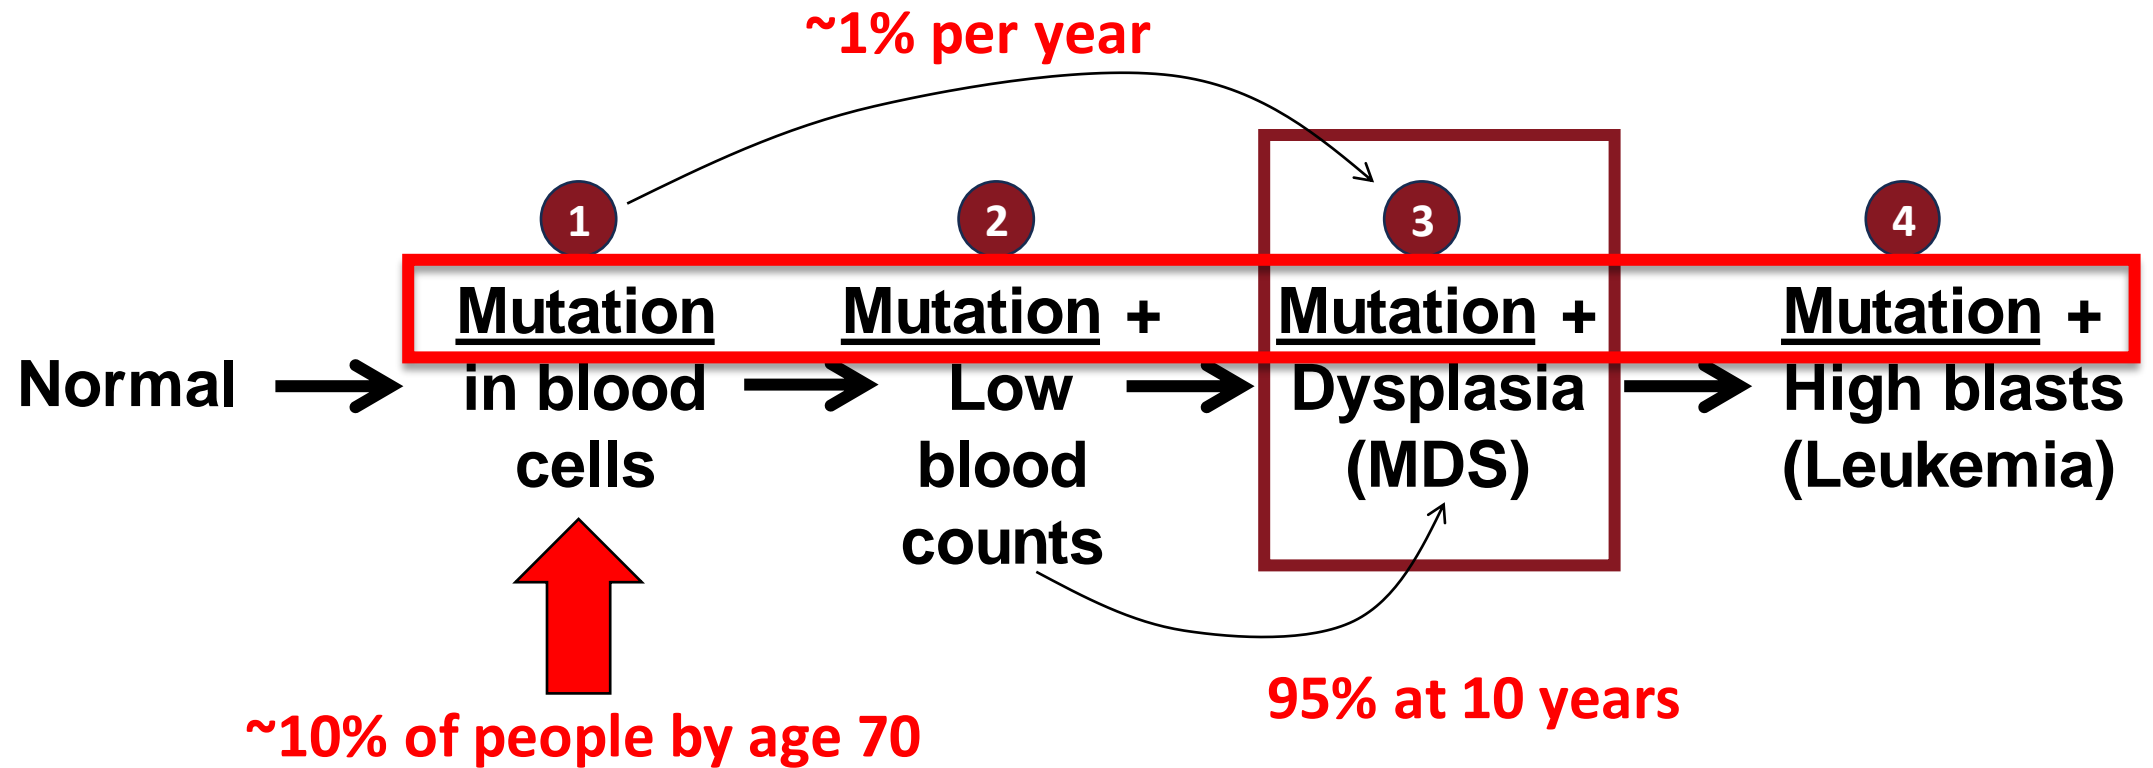 ~1% per year
1
2
3
4
Normal
Mutation
in blood
cells
Mutation +
Low
blood
counts
Mutation +
Dysplasia
(MDS)
Mutation +
High blasts
(Leukemia)
95% at 10 years
~10% of people by age 70